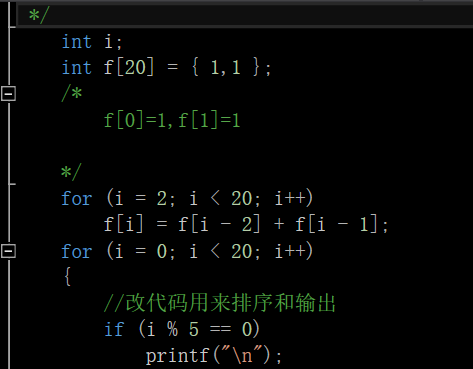 */
int i;
int f[20] = { 1,1 };
/*
f[0]=1,f[1]=1
*/
for (i = 2; i < 20; i++)
f[i] = f[i - 2] + f[i - 1];
for (i = 0; i < 20; i++)
{
//改代码用来排序和输出
if (i % 5 == 0)
printf("\n");